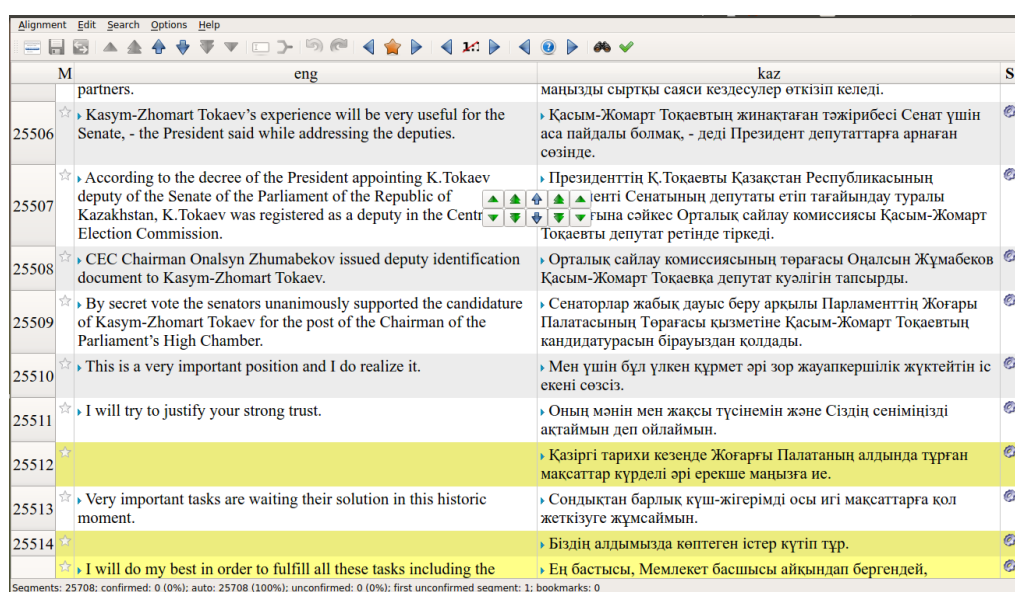 Alignment Edit Search Options Help
M eng kaz S
partners.
маңызды сыртқы саяси кездесулер өткізіп келеді.
25506
Kasym-Zhomart Tokaev’s experience will be very useful for the
Senate, - the President said while addressing the deputies.
Қасым-Жомарт Тоқаевтың жинақтаған тәжірибесі Сенат үшін
аса пайдалы болмақ, - деді Президент депутаттарға арнаған
сөзінде.
25507
According to the decree of the President appointing K.Tokaev
deputy of the Senate of the Parliament of the Republic of
Kazakhstan, K.Tokaev was registered as a deputy in the Centr
Election Commission.
Президенттің Қ.Тоқаевты Қазақстан Республикасының
енті Сенатының депутаты етіп тағайындау туралы
ғына сәйкес Орталық сайлау комиссиясы Қасым-Жомарт
Тоқаевты депутат ретінде тіркеді.
25508
CEC Chairman Onalsyn Zhumabekov issued deputy identification
document to Kasym-Zhomart Tokaev.
Орталық сайлау комиссиясының төрағасы Оңалсын Жұмабеков
Қасым-Жомарт Тоқаевқа депутат куәлігін тапсырды.
25509
By secret vote the senators unanimously supported the candidature
of Kasym-Zhomart Tokaev for the post of the Chairman of the
Parliament’s High Chamber.
Сенаторлар жабық дауыс беру арқылы Парламенттің Жоғары
Палатасының Төрағасы қызметіне Қасым-Жомарт Тоқаевтың
кандидатурасын бірауыздан қолдады.
25510
This is a very important position and I do realize it.
Мен үшін бұл үлкен құрмет әрі зор жауапкершілік жүктейтін іс
екені сөзсіз.
25511
I will try to justify your strong trust.
Оның мәнін мен жақсы түсінемін және Сіздің сеніміңізді
ақтаймын деп ойлаймын.
25512
Қазіргі тарихи кезеңде Жоғарғы Палатаның алдында тұрған
мақсаттар күрделі әрі ерекше маңызға ие.
25513
Very important tasks are waiting their solution in this historic
moment.
Сондықтан барлық күш-жігерімді осы игі мақсаттарға қол
жеткізуге жұмсаймын.
25514
Біздің алдымызда көптеген істер күтіп тұр.
I will do my best in order to fulfill all these tasks including the
Ең бастысы, Мемлекет басшысы айқындап бергендей,
Segments: 25708; confirmed: 0 (0%); auto: 25708 (100%); unconfirmed: 0 (0%); first unconfirmed segment: 1; bookmarks: 0